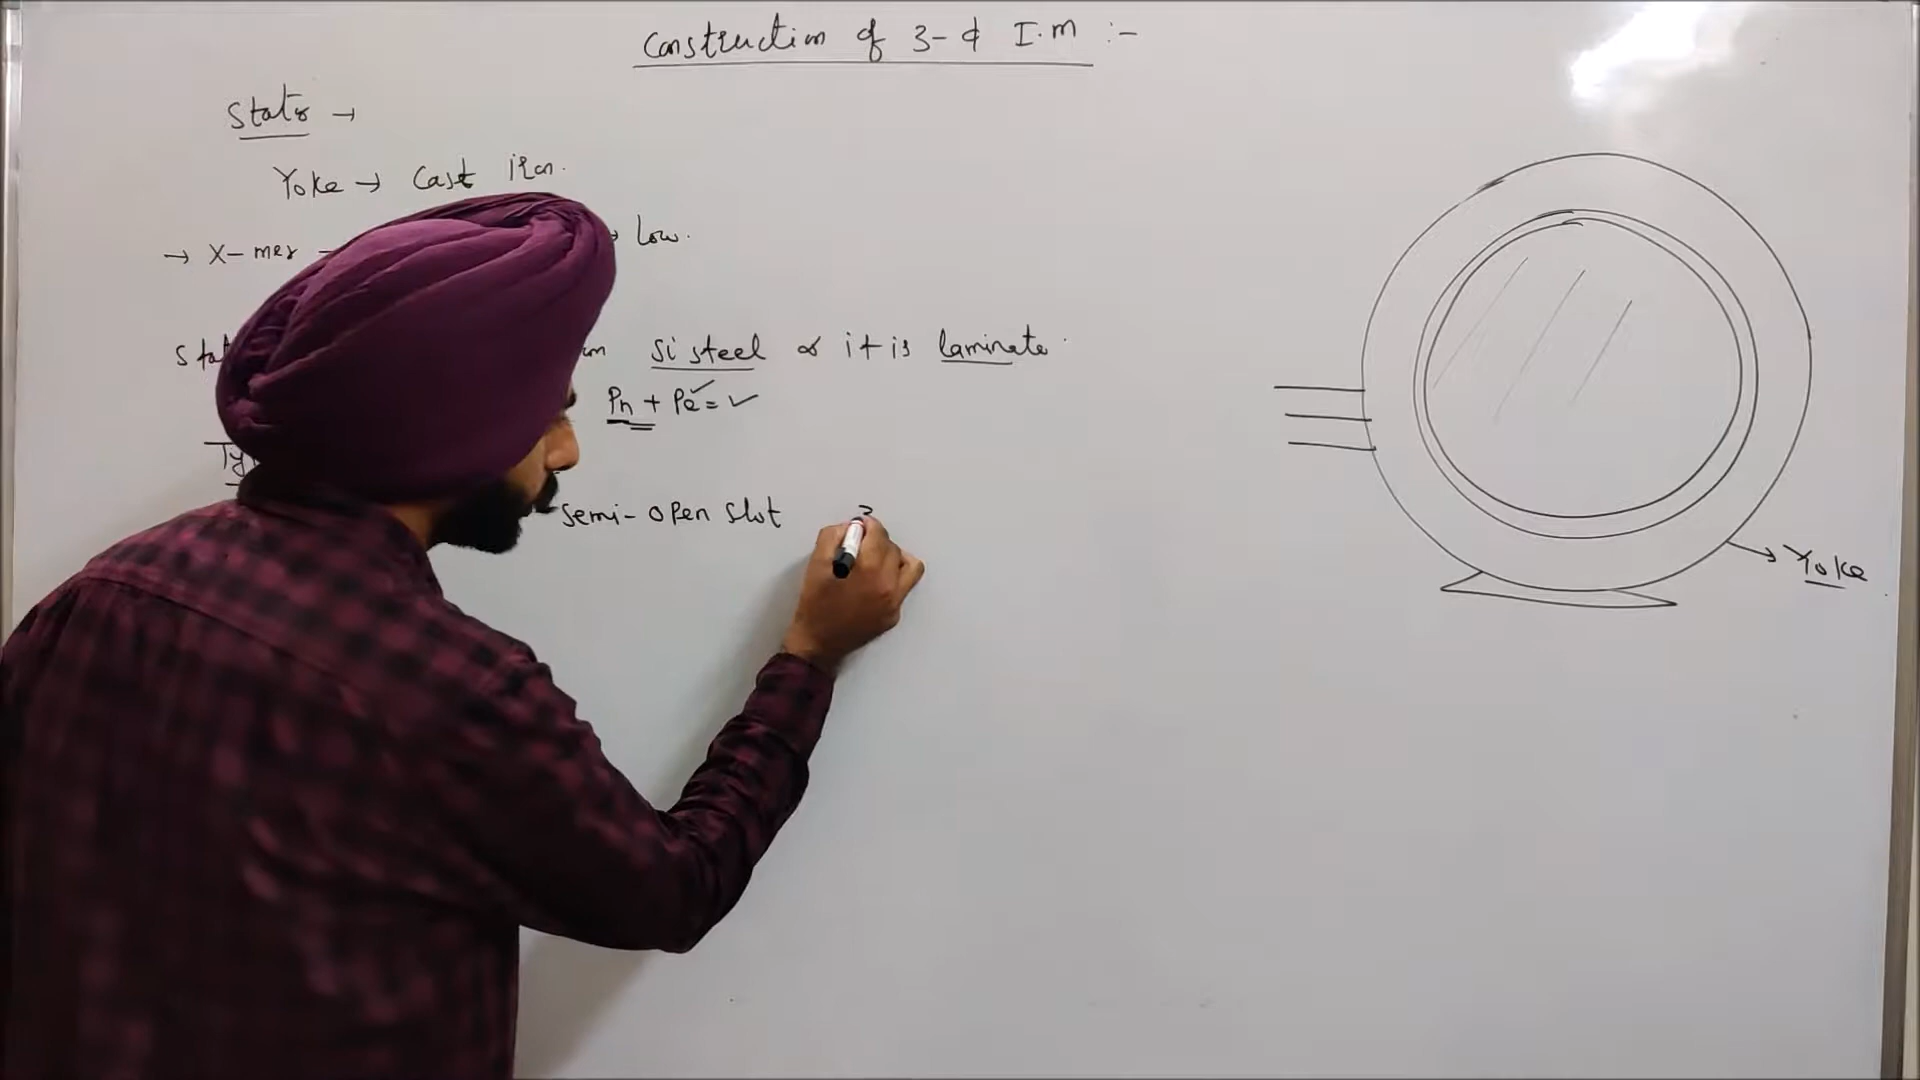 Construction of 3-ϕ I.m :-
Stator →
Yoke → Cast iron.
→ X-mer → Low.
Si steel & it is laminate.
Ph + Pe = ✓
Semi-open slot
Yoke